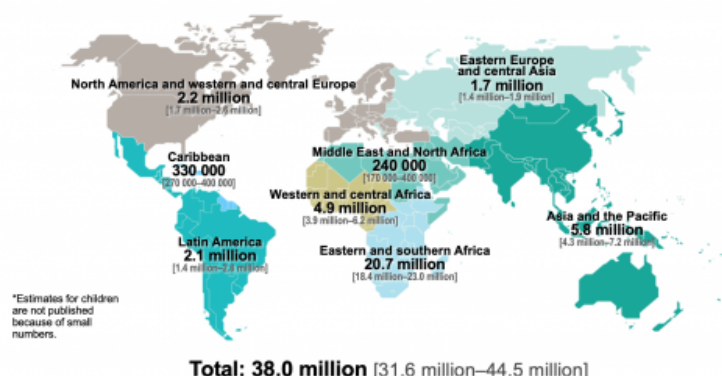 Eastern Europe
and central Asia
1.7 million
[1.4 million–1.9 million]
North America and western and central Europe
2.2 million
[1.7 million–2.6 million]
Middle East and North Africa
240 000
[170 000–400 000]
Caribbean
330 000
[270 000–400 000]
Western and central Africa
4.9 million
[3.9 million–6.2 million]
Asia and the Pacific
5.8 million
[4.3 million–7.2 million]
Latin America
2.1 million
[1.4 million–2.8 million]
Eastern and southern Africa
20.7 million
[18.4 million–23.0 million]
*Estimates for children
are not published
because of small
numbers.
Total: 38.0 million [31.6 million–44.5 million]